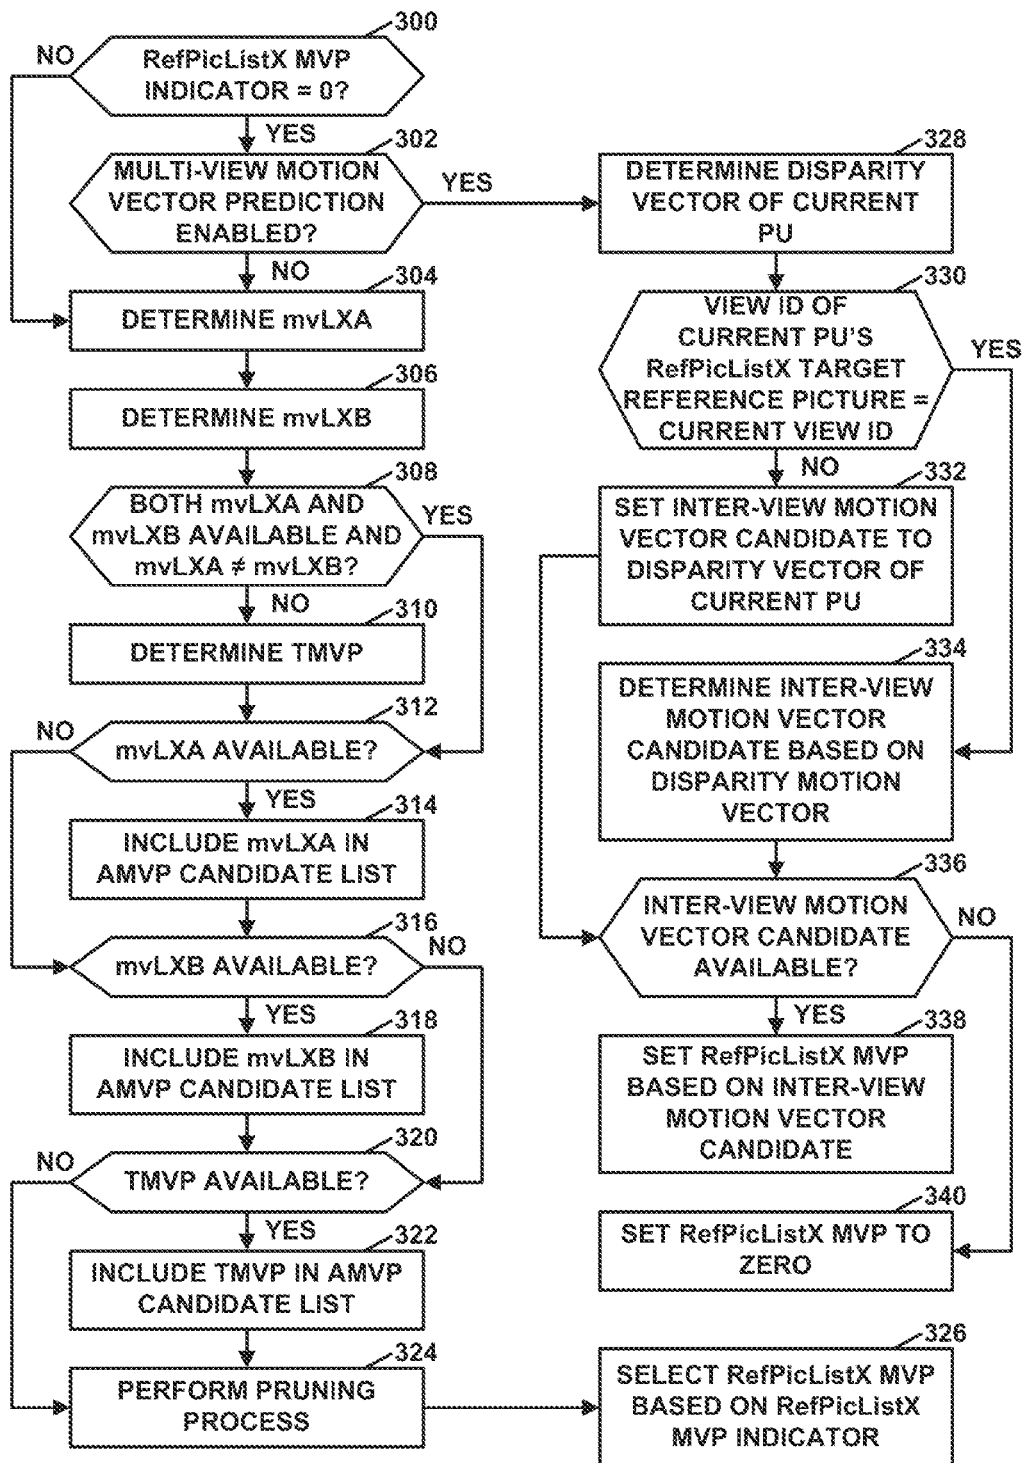 300
NO
RefPicListX MVP
INDICATOR = 0?
YES
302
MULTI-VIEW MOTION
VECTOR PREDICTION
ENABLED?
YES
NO
304
DETERMINE mvLXA
306
DETERMINE mvLXB
308
BOTH mvLXA AND
mvLXB AVAILABLE AND
mvLXA ≠ mvLXB?
YES
NO
310
DETERMINE TMVP
312
NO
mvLXA AVAILABLE?
YES
314
INCLUDE mvLXA IN
AMVP CANDIDATE LIST
316
mvLXB AVAILABLE?
NO
YES
318
INCLUDE mvLXB IN
AMVP CANDIDATE LIST
320
NO
TMVP AVAILABLE?
YES
322
INCLUDE TMVP IN AMVP
CANDIDATE LIST
324
PERFORM PRUNING
PROCESS
326
SELECT RefPicListX MVP
BASED ON RefPicListX
MVP INDICATOR
328
DETERMINE DISPARITY
VECTOR OF CURRENT
PU
330
VIEW ID OF
CURRENT PU'S
RefPicListX TARGET
REFERENCE PICTURE =
CURRENT VIEW ID
YES
NO
332
SET INTER-VIEW MOTION
VECTOR CANDIDATE TO
DISPARITY VECTOR OF
CURRENT PU
334
DETERMINE INTER-VIEW
MOTION VECTOR
CANDIDATE BASED ON
DISPARITY MOTION
VECTOR
336
INTER-VIEW MOTION
VECTOR CANDIDATE
AVAILABLE?
NO
YES
338
SET RefPicListX MVP
BASED ON INTER-VIEW
MOTION VECTOR
CANDIDATE
340
SET RefPicListX MVP TO
ZERO